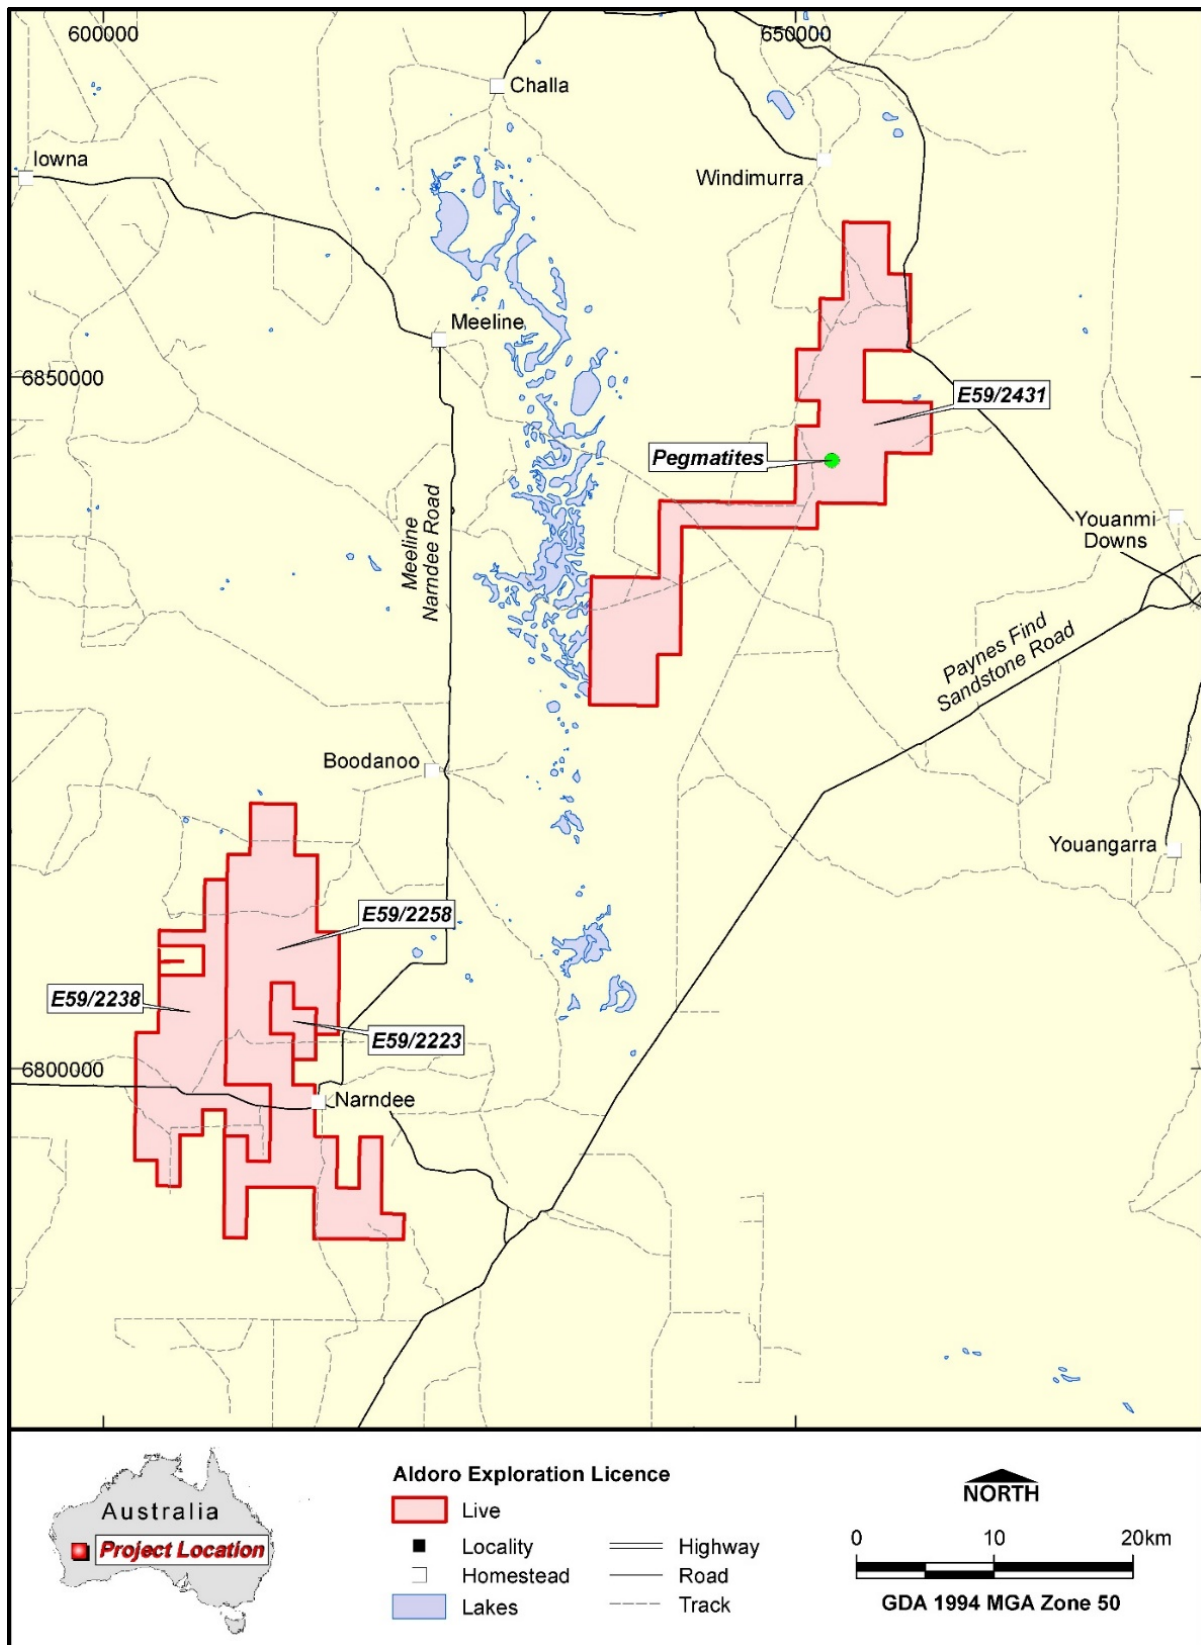 600000
650000
Challa
Iowna
Windimurra
Meeline
6850000
E59/2431
Pegmatites
Meeline
Narndee Road
Youanmi
Downs
Paynes Find
Sandstone Road
Boodanoo
Youangarra
E59/2258
E59/2238
E59/2223
6800000
Narndee
Australia
Project Location
Aldoro Exploration Licence
Live
Locality
Homestead
Lakes
Highway
Road
Track
NORTH
0 10 20km
GDA 1994 MGA Zone 50